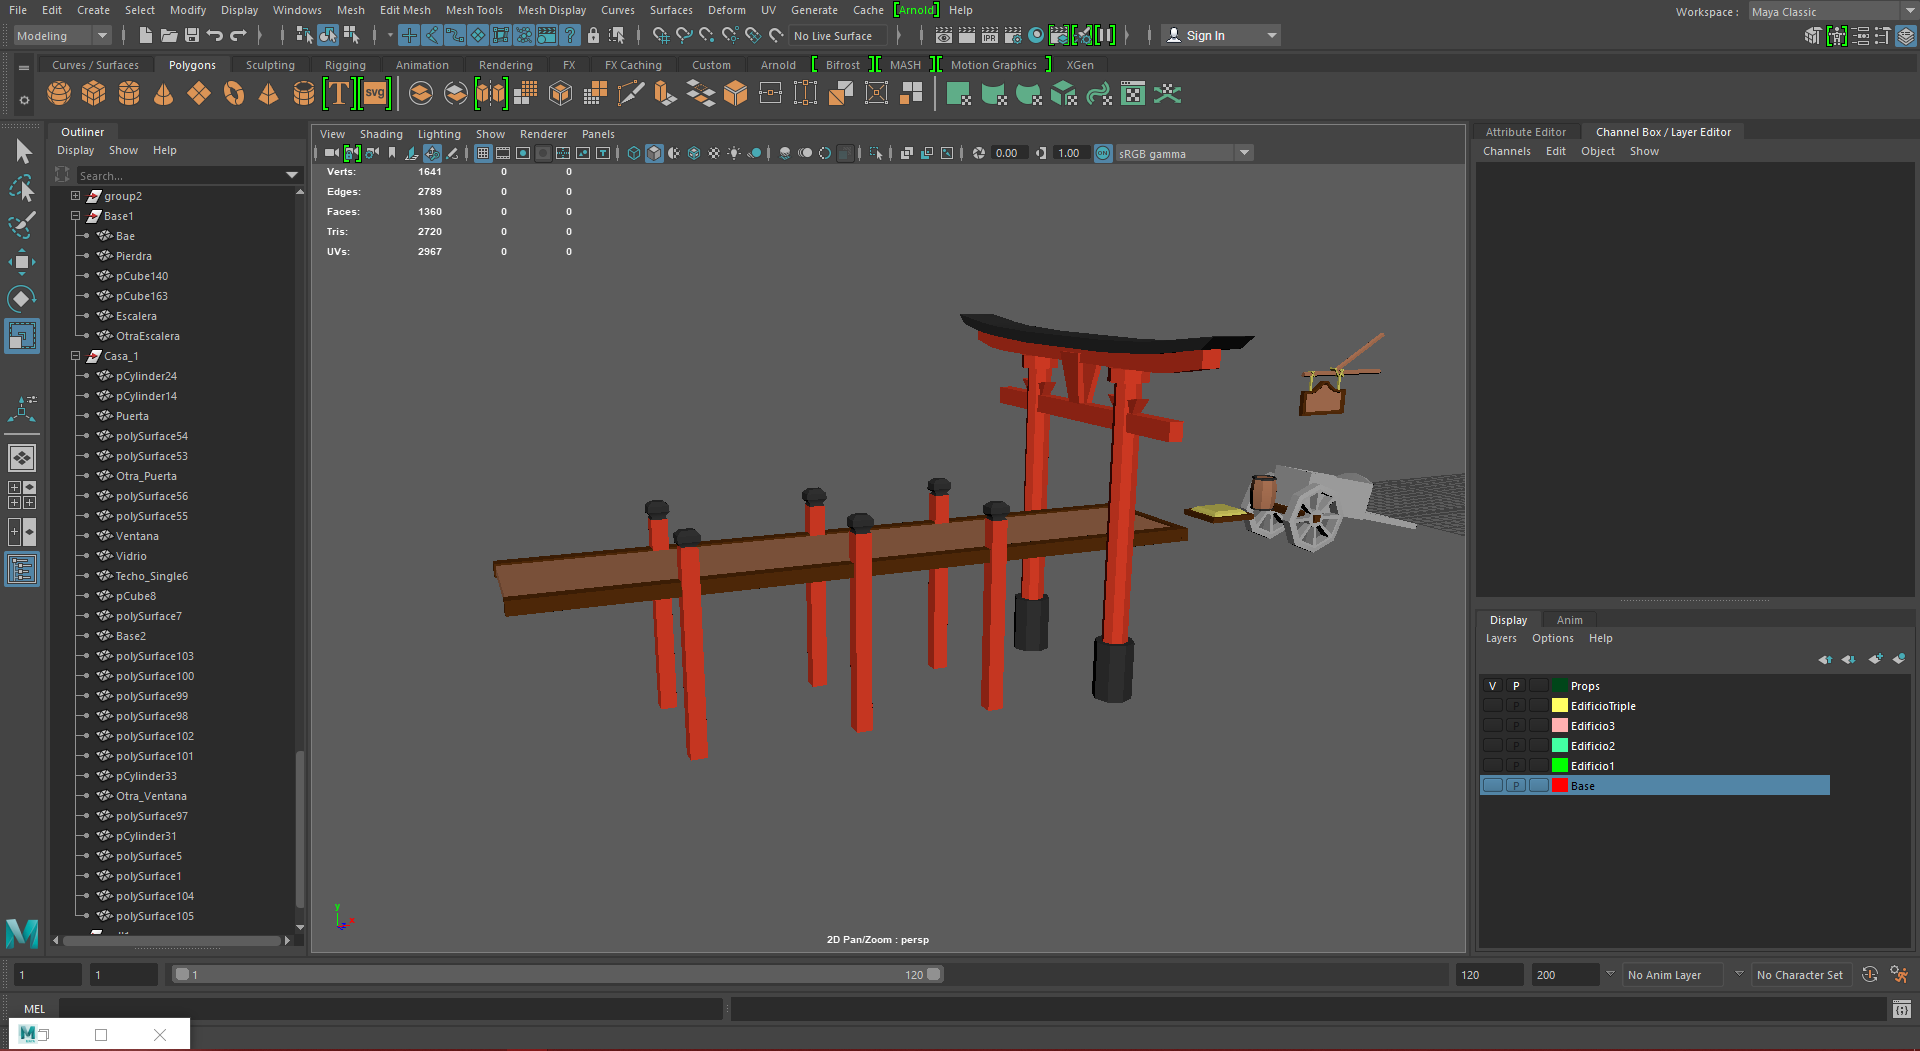 File Edit Create Select Modify Display Windows Mesh Edit Mesh Mesh Tools Mesh Display Curves Surfaces Deform UV Generate Cache [Arnold] Help
Workspace : Maya Classic
Modeling No Live Surface Sign In
Curves / Surfaces Polygons Sculpting Rigging Animation Rendering FX FX Caching Custom Arnold Bifrost MASH Motion Graphics XGen
T SVG
Outliner
Display Show Help
Search...
group2
Base1
Bae
Pierdra
pCube140
pCube163
Escalera
OtraEscalera
Casa_1
pCylinder24
pCylinder14
Puerta
polySurface54
polySurface53
Otra_Puerta
polySurface56
polySurface55
Ventana
Vidrio
Techo_Single6
pCube8
polySurface7
Base2
polySurface103
polySurface100
polySurface99
polySurface98
polySurface102
polySurface101
pCylinder33
Otra_Ventana
polySurface97
pCylinder31
polySurface5
polySurface1
polySurface104
polySurface105
View Shading Lighting Show Renderer Panels
0.00 1.00 ON sRGB gamma
Verts: 1641 0 0
Edges: 2789 0 0
Faces: 1360 0 0
Tris: 2720 0 0
UVs: 2967 0 0
y
x
2D Pan/Zoom : persp
Attribute Editor Channel Box / Layer Editor
Channels Edit Object Show
Display Anim
Layers Options Help
V P Props
P EdificioTriple
P Edificio3
P Edificio2
P Edificio1
P Base
1 1 1 120 120 200 No Anim Layer No Character Set
MEL
M